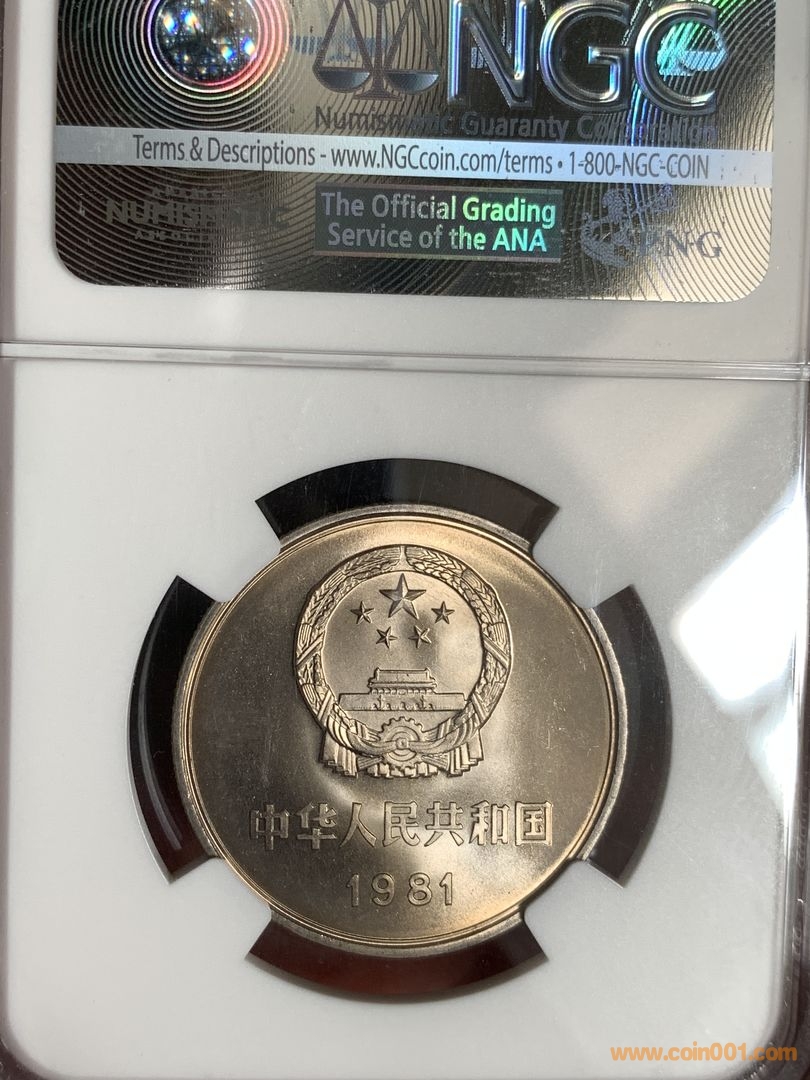 NGC
Numismatic Guaranty Corporation
Terms & Descriptions - www.NGCcoin.com/terms • 1-800-NGC-COIN
NUMISMATIC
The Official Grading
Service of the ANA
P·N·G
中华人民共和国
1981
www.coin001.com